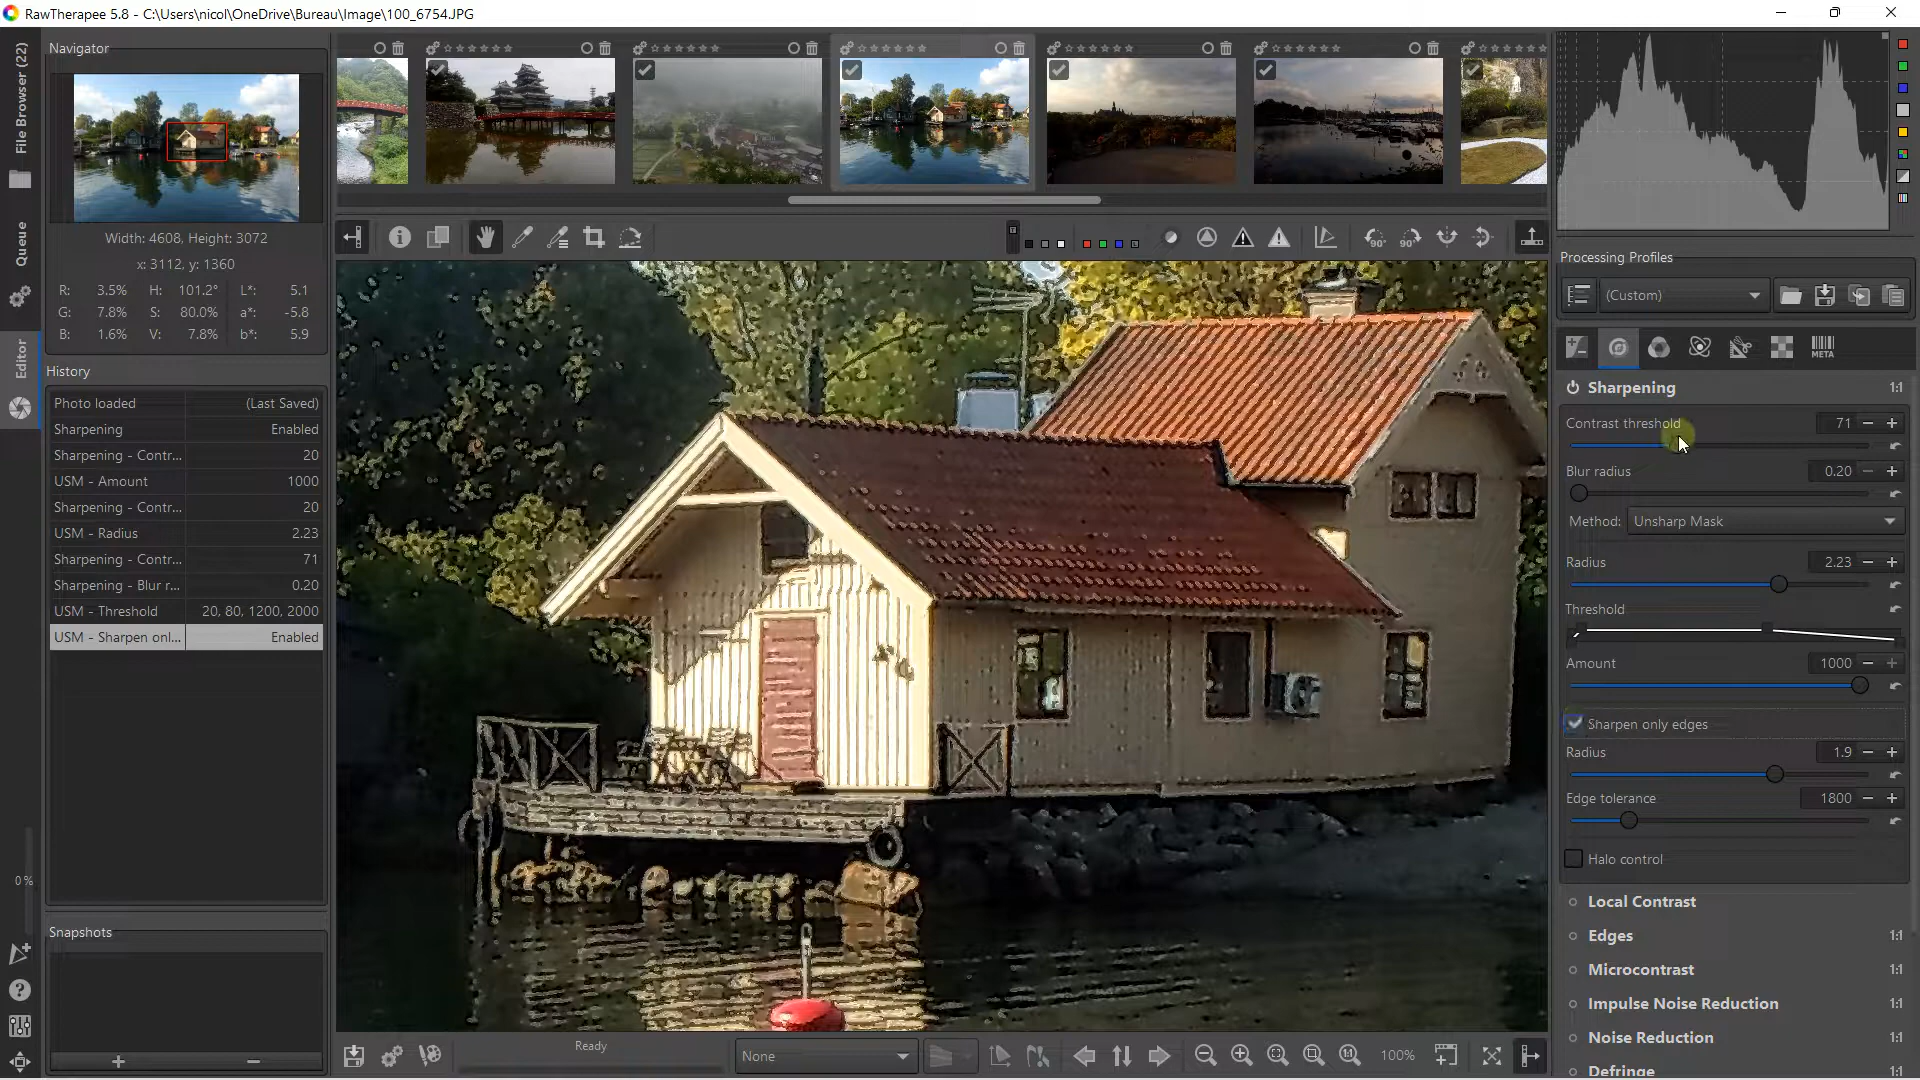 RawTherapee 5.8 - C:\Users\nicol\OneDrive\Bureau\Image\100_6754.JPG
File Browser (22)
Queue
Editor
0%
Navigator
Width: 4608, Height: 3072
x: 3112, y: 1360
R: 3.5% H: 101.2° L*: 5.1
G: 7.8% S: 80.0% a*: -5.8
B: 1.6% V: 7.8% b*: 5.9
History
Photo loaded (Last Saved)
Sharpening Enabled
Sharpening - Contr... 20
USM - Amount 1000
Sharpening - Contr... 20
USM - Radius 2.23
Sharpening - Contr... 71
Sharpening - Blur r... 0.20
USM - Threshold 20, 80, 1200, 2000
USM - Sharpen onl... Enabled
Snapshots
Ready
None
100%
Processing Profiles
(Custom)
META
Sharpening 1:1
Contrast threshold 71
Blur radius 0.20
Method: Unsharp Mask
Radius 2.23
Threshold
Amount 1000
Sharpen only edges
Radius 1.9
Edge tolerance 1800
Halo control
Local Contrast
Edges 1:1
Microcontrast 1:1
Impulse Noise Reduction 1:1
Noise Reduction 1:1
Defringe 1:1